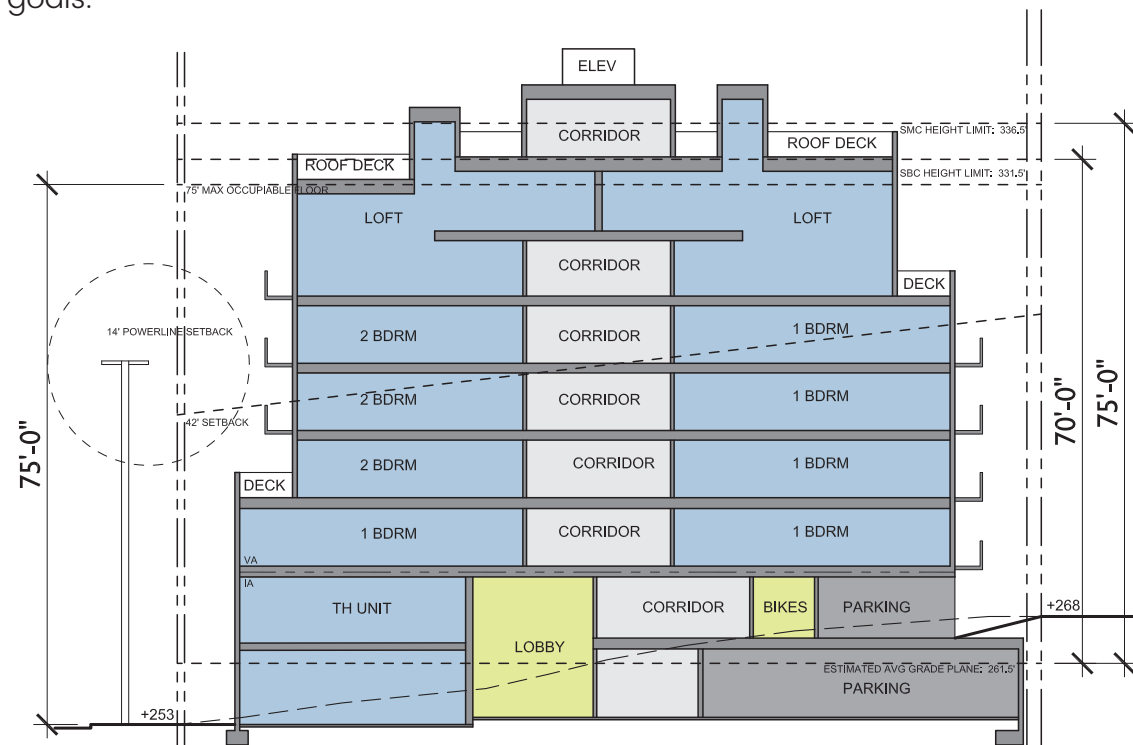 goals.
ELEV
CORRIDOR
SMC HEIGHT LIMIT: 336.5'
ROOF DECK
ROOF DECK
SBC HEIGHT LIMIT: 331.5'
75' MAX OCCUPIABLE FLOOR
LOFT
LOFT
CORRIDOR
DECK
14' POWERLINE SETBACK
2 BDRM
CORRIDOR
1 BDRM
2 BDRM
CORRIDOR
1 BDRM
42' SETBACK
75'-0"
70'-0"
75'-0"
2 BDRM
CORRIDOR
1 BDRM
DECK
1 BDRM
CORRIDOR
1 BDRM
VA
IA
TH UNIT
CORRIDOR
BIKES
PARKING
+268
LOBBY
ESTIMATED AVG GRADE PLANE: 261.5'
PARKING
+253